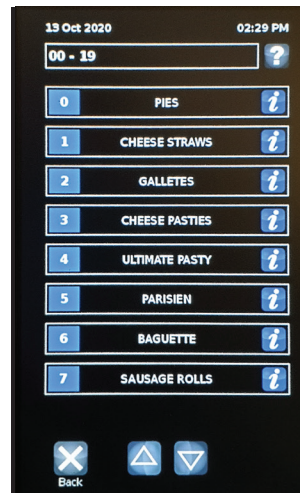 13 Oct 2020 02:29 PM
00 - 19 ?
0 PIES i
1 CHEESE STRAWS i
2 GALLETES i
3 CHEESE PASTIES i
4 ULTIMATE PASTY i
5 PARISIEN i
6 BAGUETTE i
7 SAUSAGE ROLLS i
Back